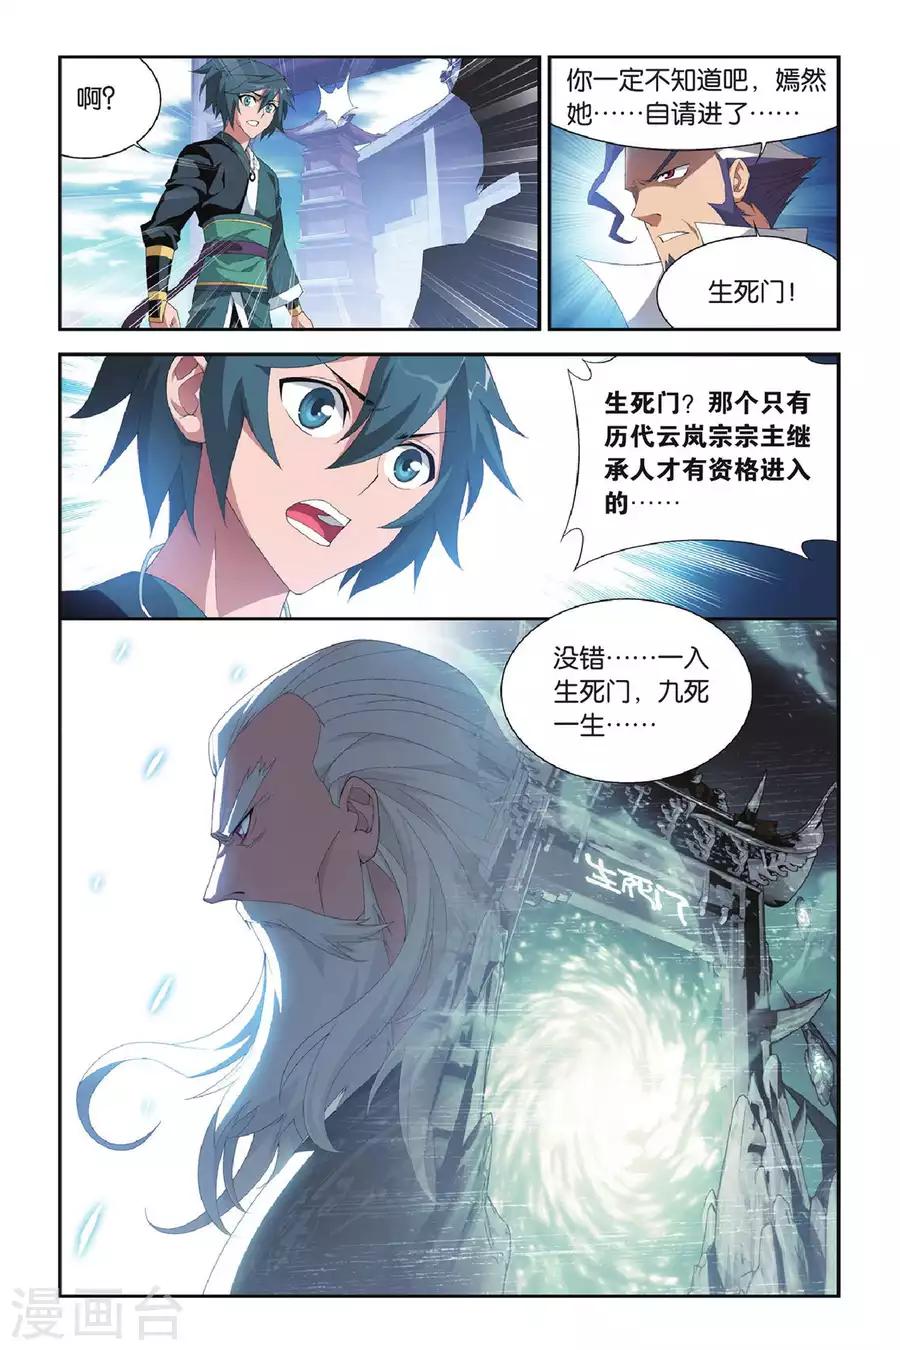 啊？
你一定不知道吧，嫣然
她……自请进了……
生死门！
生死门？那个只有
历代云岚宗宗主继
承人才有资格进入
的……
没错……一入
生死门，九死
一生……
生死门
漫画台